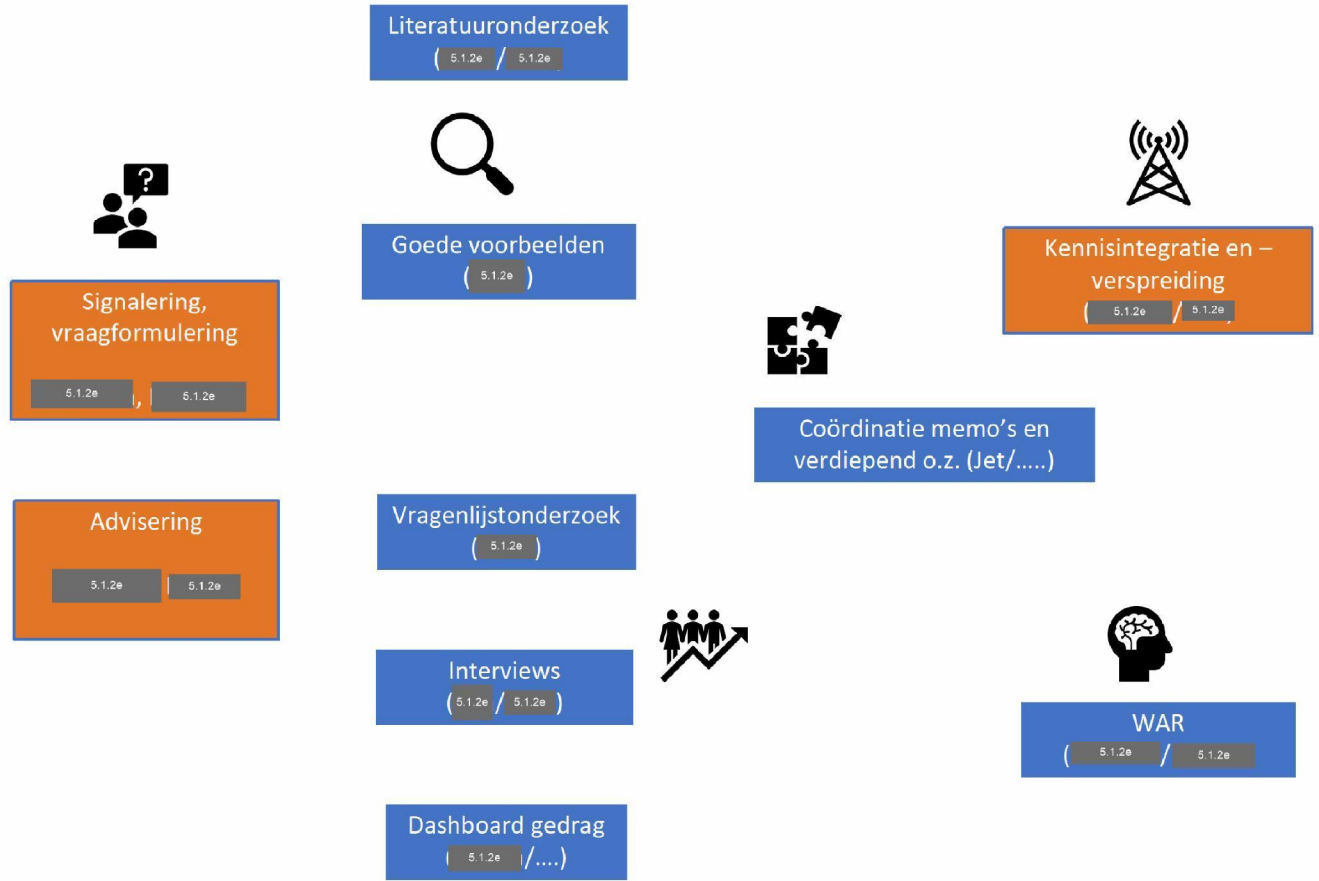 Literatuuronderzoek
( 5.1.2e / 5.1.2e
?
Goede voorbeelden
( 5.1.2e )
Signalering,
vraagformulering
5.1.2e , 5.1.2e
Kennisintegratie en –
verspreiding
( 5.1.2e / 5.1.2e
Coördinatie memo's en
verdiepend o.z. (Jet/.....)
Advisering
5.1.2e 5.1.2e
Vragenlijstonderzoek
( 5.1.2e )
Interviews
( 5.1.2e / 5.1.2e )
WAR
( 5.1.2e / 5.1.2e
Dashboard gedrag
( 5.1.2e /....)